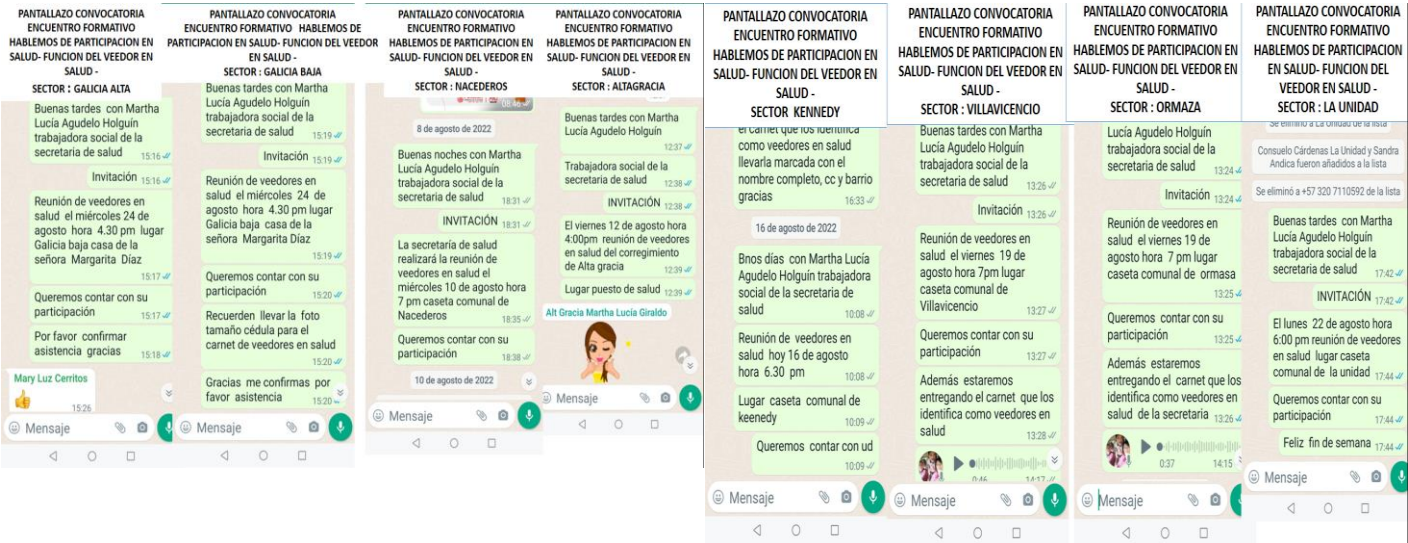 PANTALLAZO CONVOCATORIA
ENCUENTRO FORMATIVO
HABLEMOS DE PARTICIPACION EN
SALUD- FUNCION DEL VEEDOR EN
SALUD -
SECTOR : GALICIA ALTA
Buenas tardes con Martha
Lucía Agudelo Holguín
trabajadora social de la
secretaria de salud 15:16
Invitación 15:16
Reunión de veedores en
salud el miércoles 24 de
agosto hora 4.30 pm lugar
Galicia baja casa de la
señora Margarita Díaz
15:17
Queremos contar con su
participación 15:17
Por favor confirmar
asistencia gracias 15:18
Mary Luz Cerritos
15:26
Mensaje
PANTALLAZO CONVOCATORIA
ENCUENTRO FORMATIVO HABLEMOS DE
PARTICIPACION EN SALUD- FUNCION DEL VEEDOR
EN SALUD -
SECTOR : GALICIA BAJA
Buenas tardes con Martha
Lucía Agudelo Holguín
trabajadora social de la
secretaria de salud 15:19
Invitación 15:19
Reunión de veedores en
salud el miércoles 24 de
agosto hora 4.30 pm lugar
Galicia baja casa de la
señora Margarita Díaz
15:19
Queremos contar con su
participación 15:20
Recuerden llevar la foto
tamaño cédula para el
carnet de veedores en salud
15:20
Gracias me confirmas por
favor asistencia 15:20
Mensaje
PANTALLAZO CONVOCATORIA
ENCUENTRO FORMATIVO
HABLEMOS DE PARTICIPACION EN
SALUD- FUNCION DEL VEEDOR EN
SALUD -
SECTOR : NACEDEROS
08:46
8 de agosto de 2022
Buenas noches con Martha
Lucía Agudelo Holguín
trabajadora social de la
secretaria de salud 18:31
INVITACIÓN 18:31
La secretaría de salud
realizará la reunión de
veedores en salud el
miércoles 10 de agosto hora
7 pm caseta comunal de
Nacederos 18:35
Queremos contar con su
participación 18:38
10 de agosto de 2022
Mensaje
PANTALLAZO CONVOCATORIA
ENCUENTRO FORMATIVO
HABLEMOS DE PARTICIPACION EN
SALUD- FUNCION DEL VEEDOR EN
SALUD -
SECTOR : ALTAGRACIA
Buenas tardes con Martha
Lucía Agudelo Holguín
12:37
Trabajadora social de la
secretaria de salud 12:38
INVITACIÓN 12:38
El viernes 12 de agosto hora
4:00pm reunión de veedores
en salud del corregimiento
de Alta gracia 12:39
Lugar puesto de salud 12:39
Alt Gracia Martha Lucía Giraldo
Mensaje
PANTALLAZO CONVOCATORIA
ENCUENTRO FORMATIVO
HABLEMOS DE PARTICIPACION EN
SALUD- FUNCION DEL VEEDOR EN
SALUD -
SECTOR KENNEDY
el carnet que los identifica
como veedores en salud
llevarla marcada con el
nombre completo, cc y barrio
gracias 16:33
16 de agosto de 2022
Bnos días con Martha Lucía
Agudelo Holguín trabajadora
social de la secretaria de
salud 10:08
Reunión de veedores en
salud hoy 16 de agosto
hora 6.30 pm 10:08
Lugar caseta comunal de
keenedy 10:09
Queremos contar con ud
10:09
Mensaje
PANTALLAZO CONVOCATORIA
ENCUENTRO FORMATIVO
HABLEMOS DE PARTICIPACION EN
SALUD- FUNCION DEL VEEDOR EN
SALUD -
SECTOR : VILLAVICENCIO
Buenas tardes con Martha
Lucía Agudelo Holguín
trabajadora social de la
secretaria de salud 13:26
Invitación 13:26
Reunión de veedores en
salud el viernes 19 de
agosto hora 7pm lugar
caseta comunal de
Villavicencio 13:27
Queremos contar con su
participación 13:27
Además estaremos
entregando el carnet que los
identifica como veedores en
salud 13:28
0:46 14:17
Mensaje
PANTALLAZO CONVOCATORIA
ENCUENTRO FORMATIVO
HABLEMOS DE PARTICIPACION EN
SALUD- FUNCION DEL VEEDOR EN
SALUD -
SECTOR : ORMAZA
Lucía Agudelo Holguín
trabajadora social de la
secretaria de salud 13:24
Invitación 13:24
Reunión de veedores en
salud el viernes 19 de
agosto hora 7 pm lugar
caseta comunal de ormasa
13:25
Queremos contar con su
participación 13:25
Además estaremos
entregando el carnet que los
identifica como veedores en
salud de la secretaria 13:26
0:37 14:15
Mensaje
PANTALLAZO CONVOCATORIA
ENCUENTRO FORMATIVO
HABLEMOS DE PARTICIPACION
EN SALUD- FUNCION DEL
VEEDOR EN SALUD -
SECTOR : LA UNIDAD
Se eliminó a La Unidad de la lista
Consuelo Cárdenas La Unidad y Sandra
Andica fueron añadidos a la lista
Se eliminó a +57 320 7110592 de la lista
Buenas tardes con Martha
Lucía Agudelo Holguín
trabajadora social de la
secretaria de salud 17:42
INVITACIÓN 17:42
El lunes 22 de agosto hora
6:00 pm reunión de veedores
en salud lugar caseta
comunal de la unidad 17:44
Queremos contar con su
participación 17:44
Feliz fin de semana 17:44
Mensaje